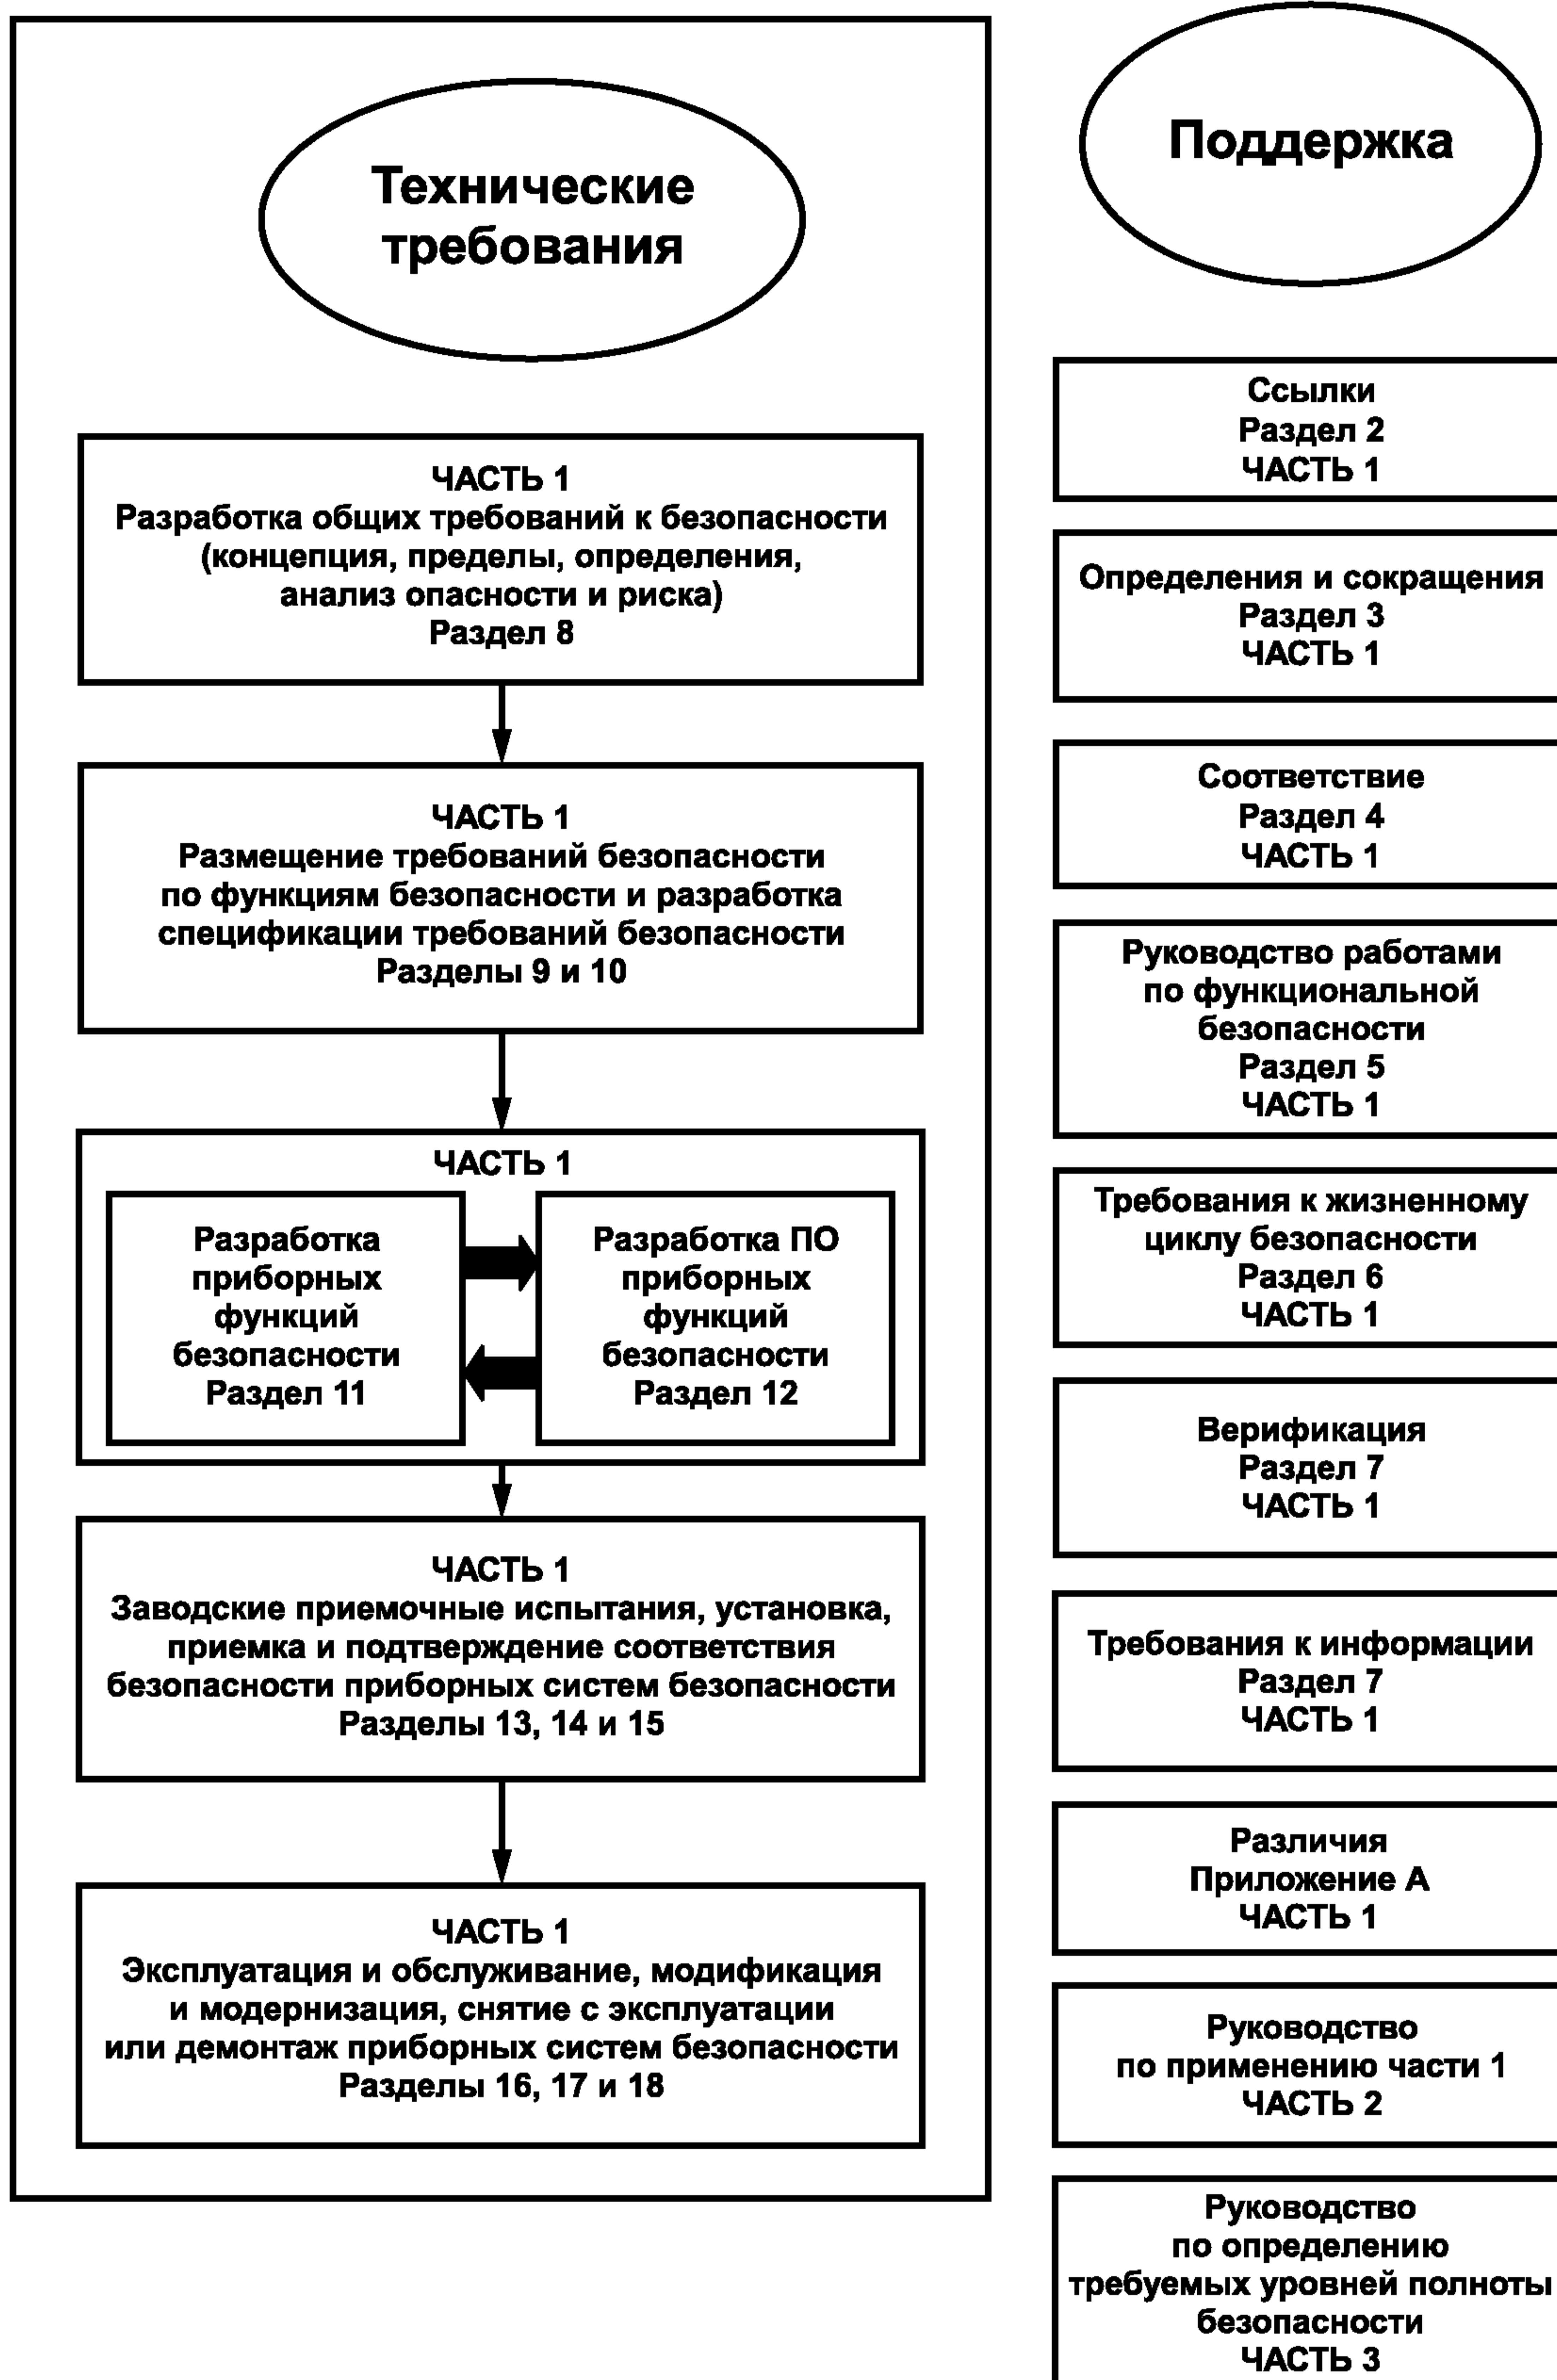 Технические
требования
ЧАСТЬ 1
Разработка общих требований к безопасности
(концепция, пределы, определения,
анализ опасности и риска)
Раздел 8
ЧАСТЬ 1
Размещение требований безопасности
по функциям безопасности и разработка
спецификации требований безопасности
Разделы 9 и 10
ЧАСТЬ 1
Разработка
приборных
функций
безопасности
Раздел 11
Разработка ПО
приборных
функций
безопасности
Раздел 12
ЧАСТЬ 1
Заводские приемочные испытания, установка,
приемка и подтверждение соответствия
безопасности приборных систем безопасности
Разделы 13, 14 и 15
ЧАСТЬ 1
Эксплуатация и обслуживание, модификация
и модернизация, снятие с эксплуатации
или демонтаж приборных систем безопасности
Разделы 16, 17 и 18
Поддержка
Ссылки
Раздел 2
ЧАСТЬ 1
Определения и сокращения
Раздел 3
ЧАСТЬ 1
Соответствие
Раздел 4
ЧАСТЬ 1
Руководство работами
по функциональной
безопасности
Раздел 5
ЧАСТЬ 1
Требования к жизненному
циклу безопасности
Раздел 6
ЧАСТЬ 1
Верификация
Раздел 7
ЧАСТЬ 1
Требования к информации
Раздел 7
ЧАСТЬ 1
Различия
Приложение А
ЧАСТЬ 1
Руководство
по применению части 1
ЧАСТЬ 2
Руководство
по определению
требуемых уровней полноты
безопасности
ЧАСТЬ 3